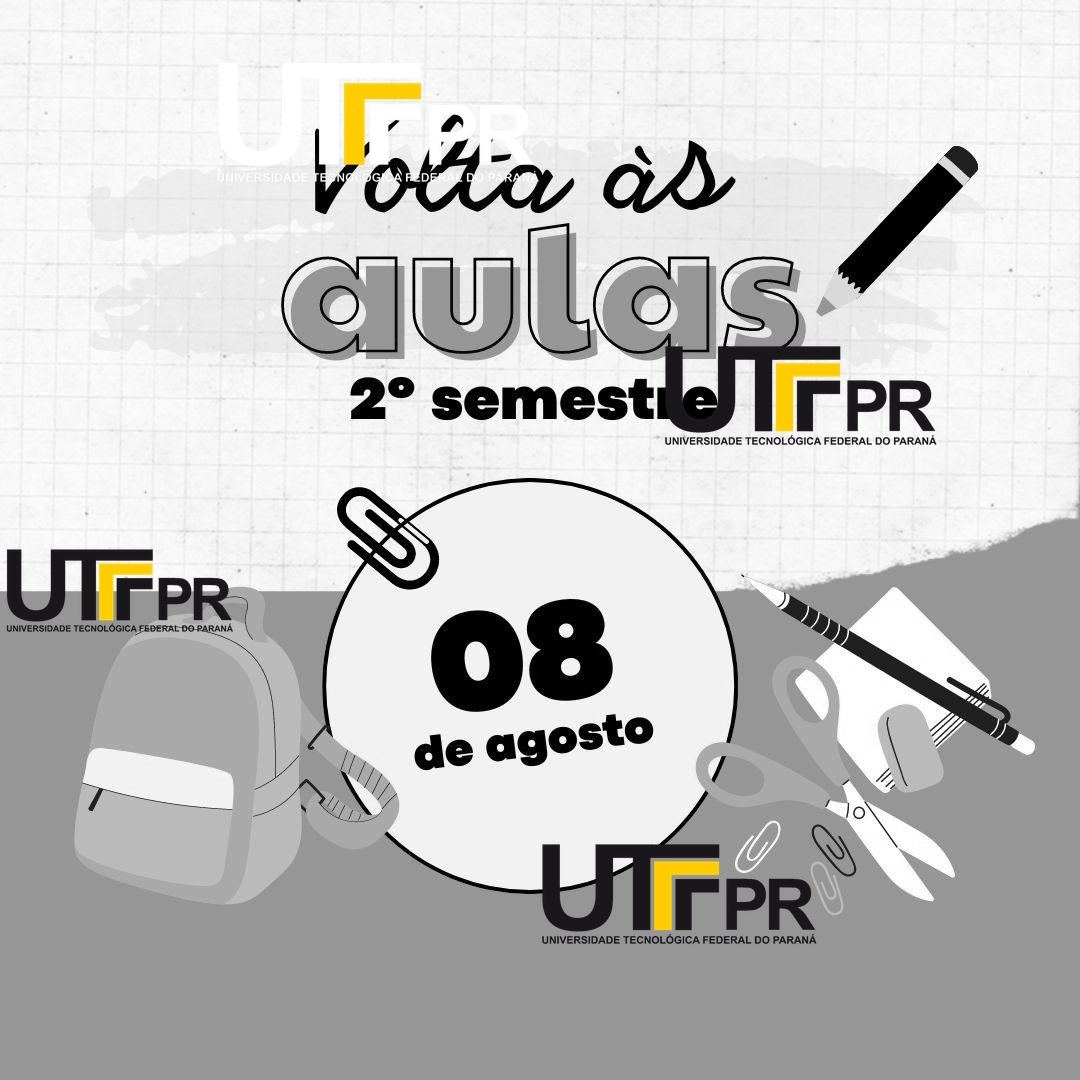 UTFPR
UNIVERSIDADE TECNOLÓGICA FEDERAL DO PARANÁ
Volta às
aulas
2º semestre
UTFPR
UNIVERSIDADE TECNOLÓGICA FEDERAL DO PARANÁ
UTFPR
UNIVERSIDADE TECNOLÓGICA FEDERAL DO PARANÁ
08
de agosto
UTFPR
UNIVERSIDADE TECNOLÓGICA FEDERAL DO PARANÁ